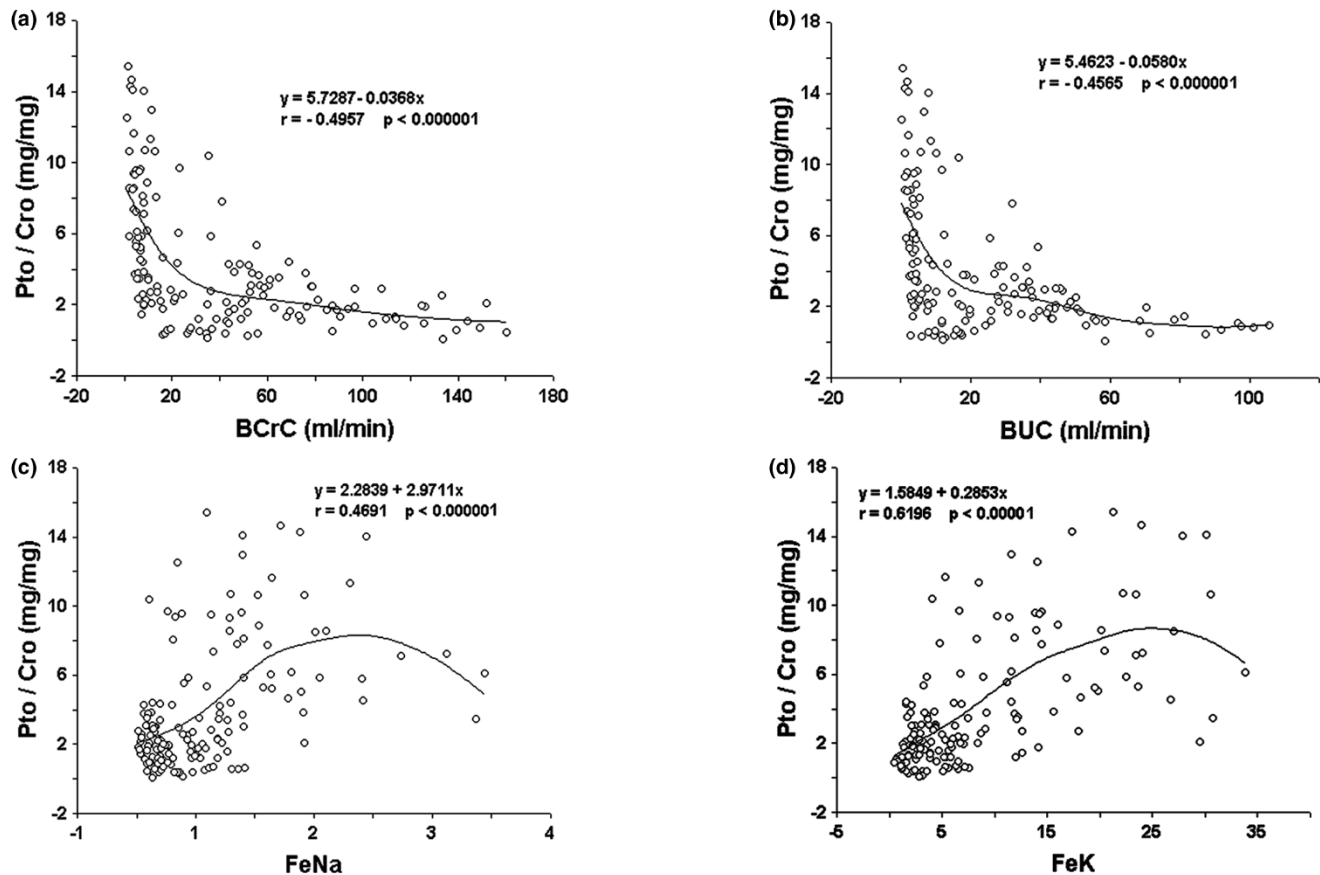 (a)
18
14
10
6
2
-2
Pto / Cro (mg/mg)
y = 5.7287 - 0.0368x
r = - 0.4957 p < 0.000001
-20 20 60 100 140 180
BCrC (ml/min)
(b)
18
14
10
6
2
-2
Pto / Cro (mg/mg)
y = 5.4623 - 0.0580x
r = - 0.4565 p < 0.000001
-20 20 60 100
BUC (ml/min)
(c)
18
14
10
6
2
-2
Pto / Cro (mg/mg)
y = 2.2839 + 2.9711x
r = 0.4691 p < 0.000001
-1 1 2 3 4
FeNa
(d)
18
14
10
6
2
-2
Pto / Cro (mg/mg)
y = 1.5849 + 0.2853x
r = 0.6196 p < 0.00001
-5 5 15 25 35
FeK